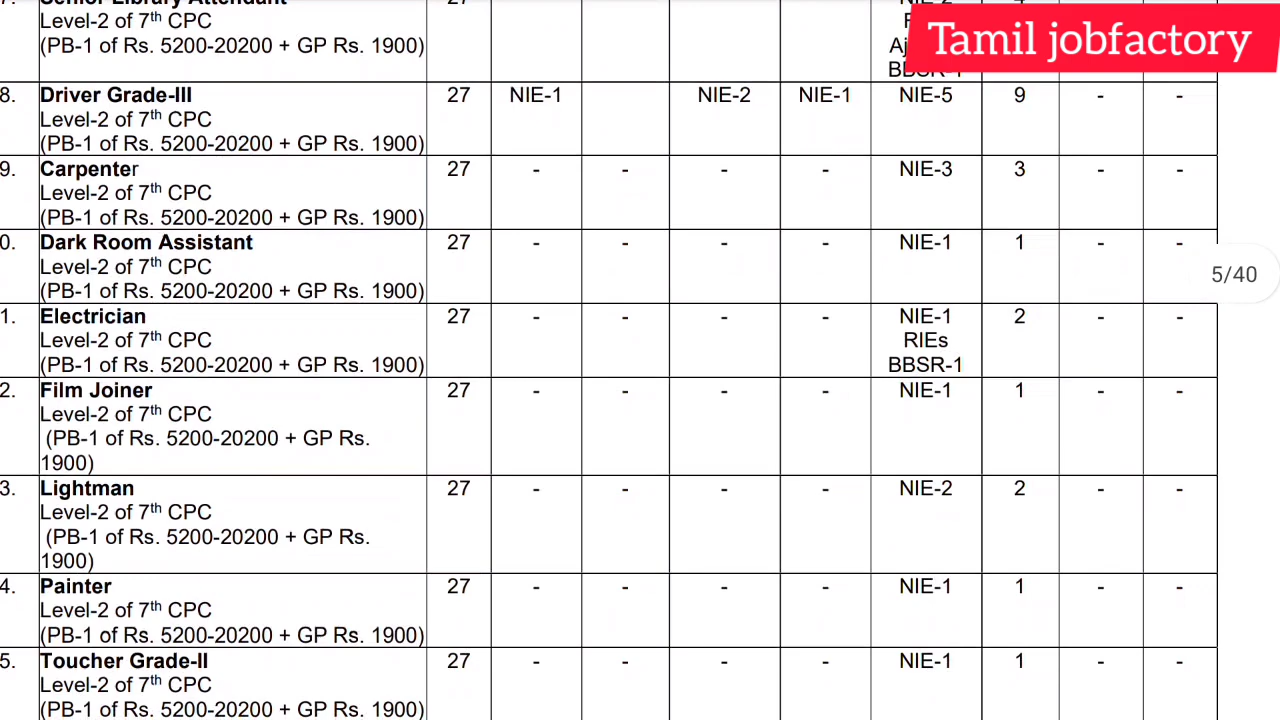 7. Senior Library Attendant 27 NIE-2 4
Level-2 of 7th CPC
(PB-1 of Rs. 5200-20200 + GP Rs. 1900)
BBSR-1
Tamil jobfactory
8. Driver Grade-III 27 NIE-1 NIE-2 NIE-1 NIE-5 9 - -
Level-2 of 7th CPC
(PB-1 of Rs. 5200-20200 + GP Rs. 1900)
9. Carpenter 27 - - - - NIE-3 3 - -
Level-2 of 7th CPC
(PB-1 of Rs. 5200-20200 + GP Rs. 1900)
0. Dark Room Assistant 27 - - - - NIE-1 1 - -
Level-2 of 7th CPC
(PB-1 of Rs. 5200-20200 + GP Rs. 1900)
5/40
1. Electrician 27 - - - - NIE-1 2 - -
Level-2 of 7th CPC RIEs
(PB-1 of Rs. 5200-20200 + GP Rs. 1900) BBSR-1
2. Film Joiner 27 - - - - NIE-1 1 - -
Level-2 of 7th CPC
(PB-1 of Rs. 5200-20200 + GP Rs.
1900)
3. Lightman 27 - - - - NIE-2 2 - -
Level-2 of 7th CPC
(PB-1 of Rs. 5200-20200 + GP Rs.
1900)
4. Painter 27 - - - - NIE-1 1 - -
Level-2 of 7th CPC
(PB-1 of Rs. 5200-20200 + GP Rs. 1900)
5. Toucher Grade-II 27 - - - - NIE-1 1 - -
Level-2 of 7th CPC
(PB-1 of Rs. 5200-20200 + GP Rs. 1900)